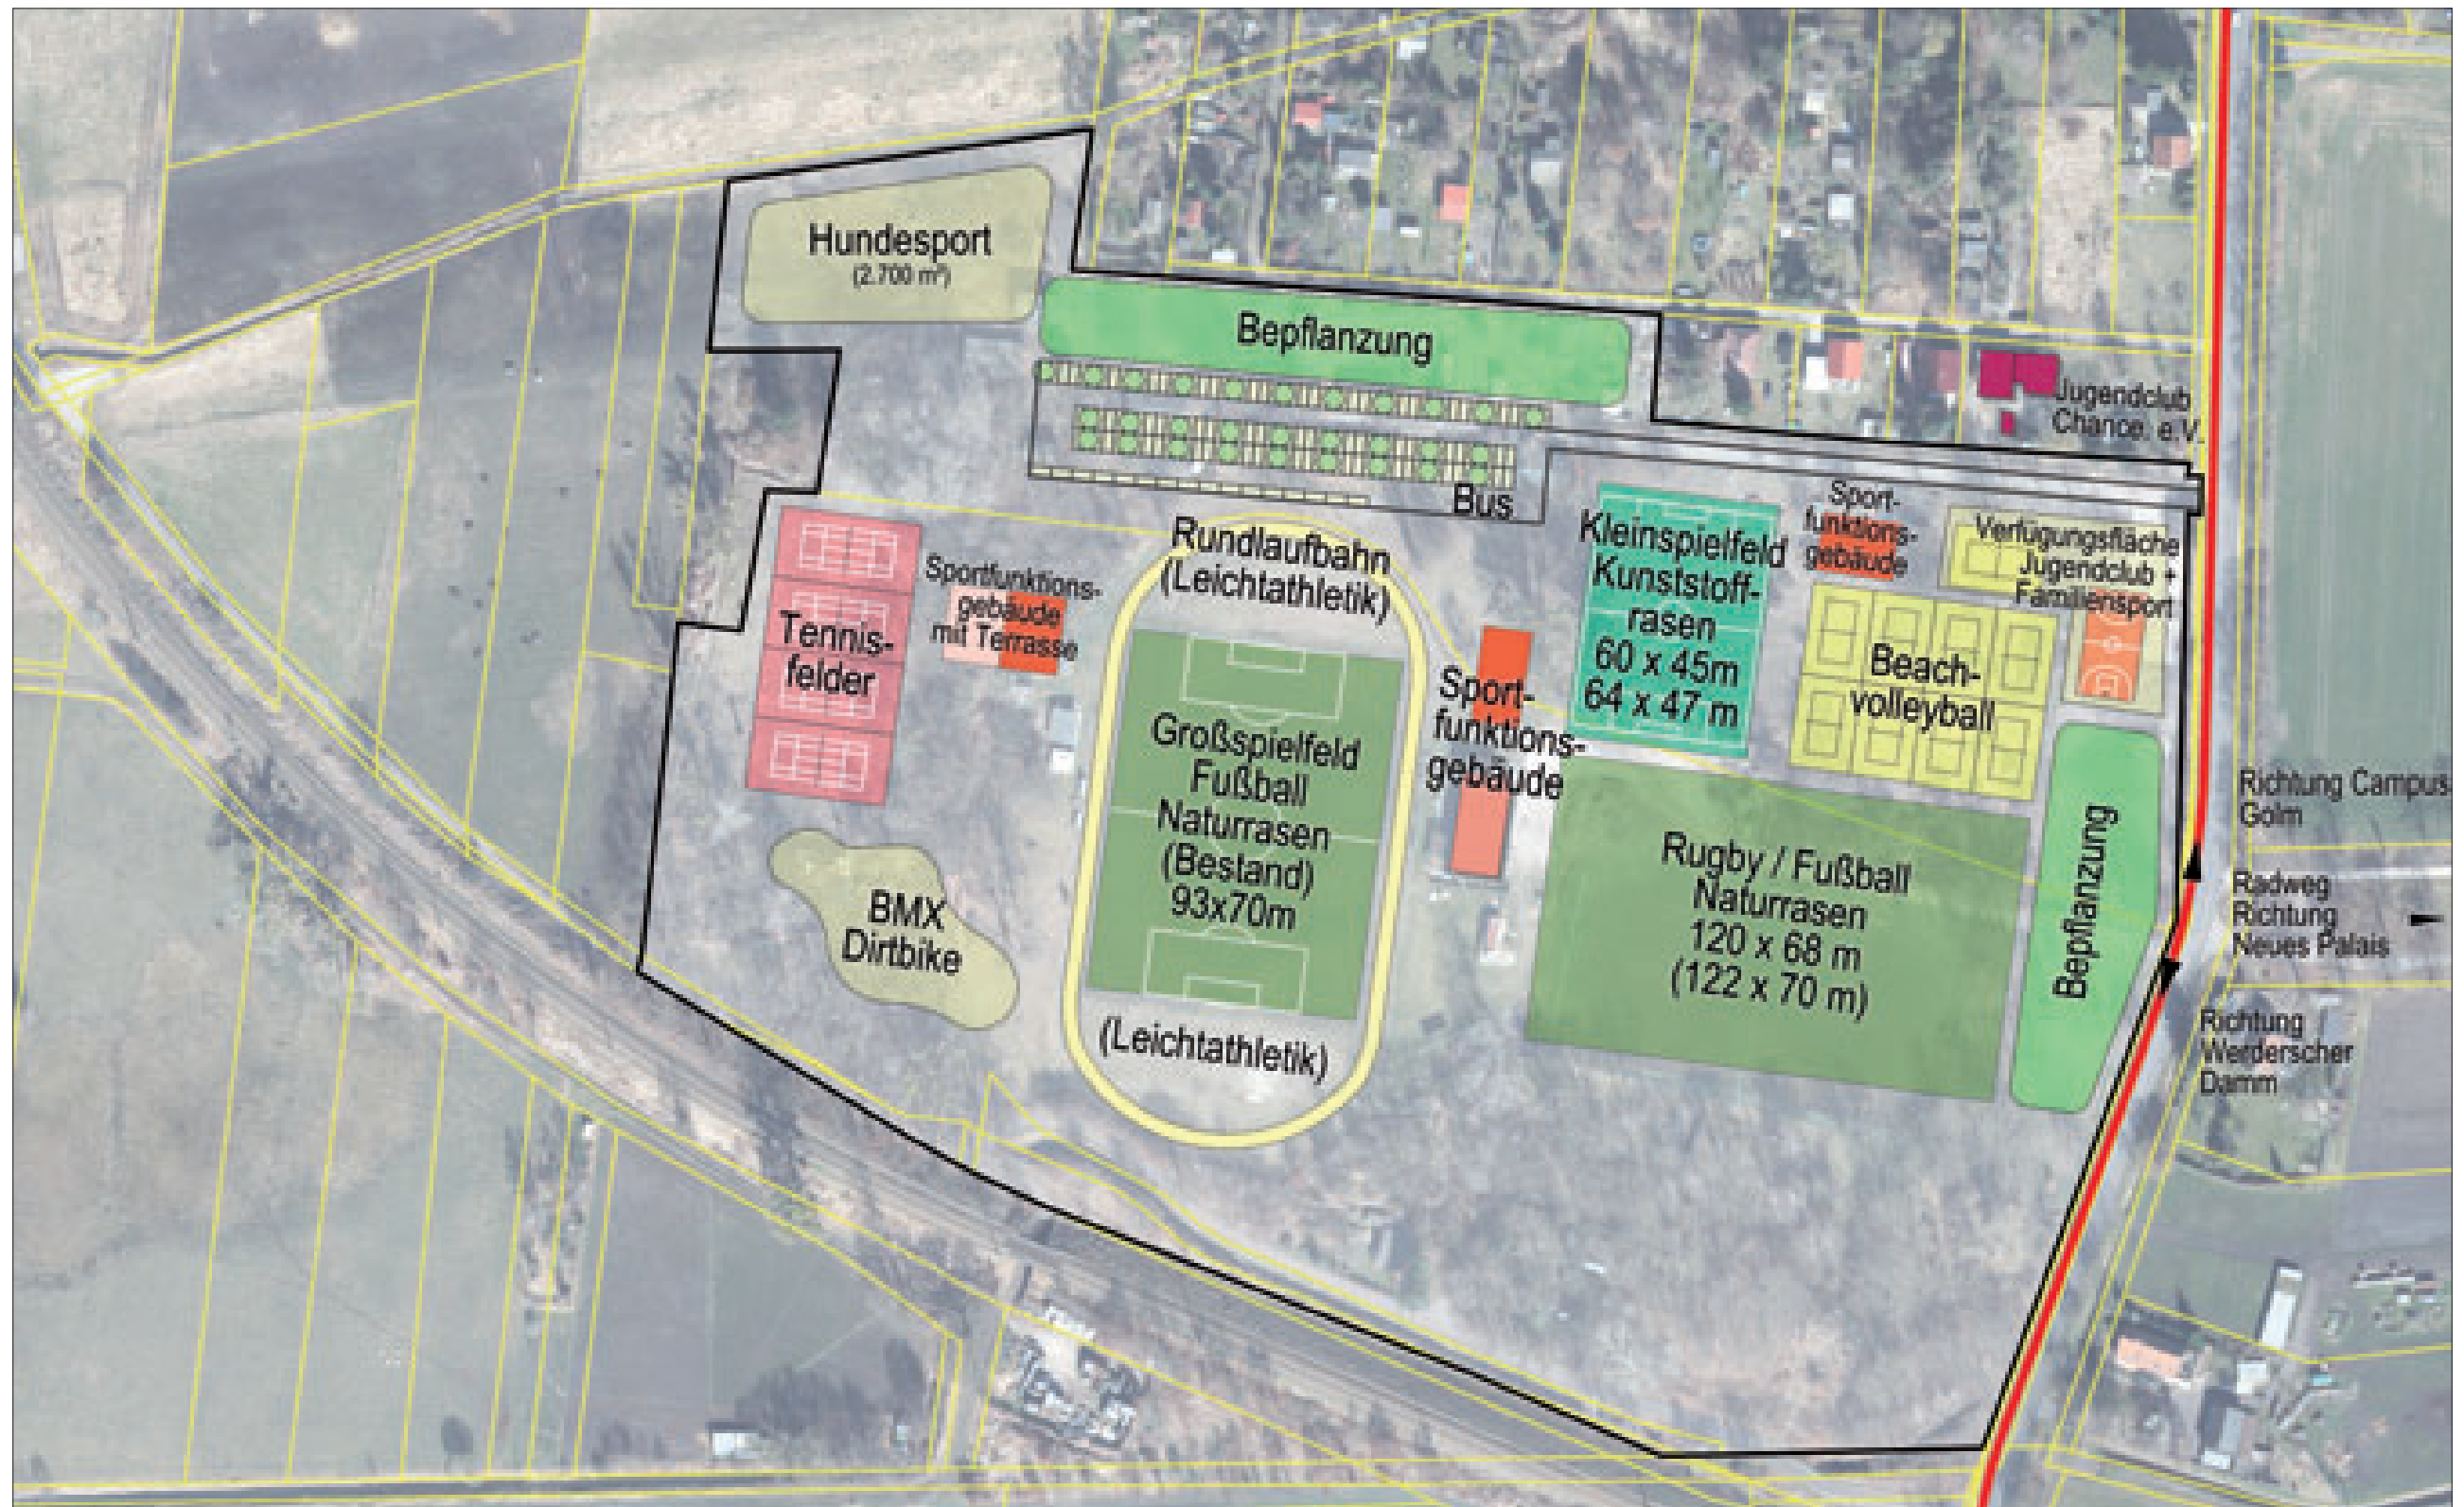 Hundesport
(2.700 m²)
Bepflanzung
Jugendclub
Chance. e.V.
Bus
Rundlaufbahn
(Leichtathletik)
Kleinspielfeld
Kunststoff-
rasen
60 x 45m
64 x 47 m
Sport-
funktions-
gebäude
Verfügungsfläche
Jugendclub +
Familiensport
Tennis-
felder
Sportfunktions-
gebäude
mit Terrasse
Beach-
volleyball
Großspielfeld
Fußball
Naturrasen
(Bestand)
93x70m
Sport-
funktions-
gebäude
Rugby / Fußball
Naturrasen
120 x 68 m
(122 x 70 m)
Bepflanzung
BMX
Dirtbike
(Leichtathletik)
Richtung Campus
Golm
Radweg
Richtung
Neues Palais
Richtung
Werderscher
Damm